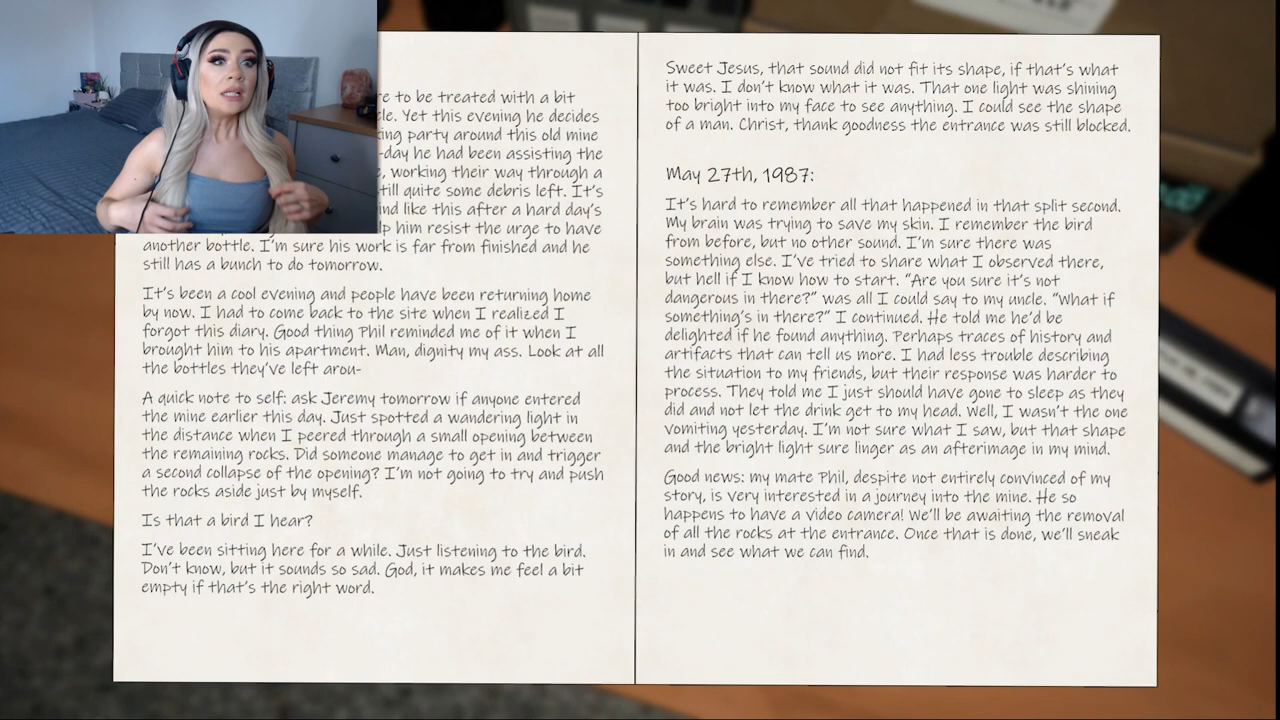 re to be treated with a bit
cle. Yet this evening he decides
king party around this old mine
-day he had been assisting the
, working their way through a
till quite some debris left. It's
ind like this after a hard day's
lp him resist the urge to have
another bottle. I'm sure his work is far from finished and he
still has a bunch to do tomorrow.
It's been a cool evening and people have been returning home
by now. I had to come back to the site when I realized I
forgot this diary. Good thing Phil reminded me of it when I
brought him to his apartment. Man, dignity my ass. Look at all
the bottles they've left arou-
A quick note to self: ask Jeremy tomorrow if anyone entered
the mine earlier this day. Just spotted a wandering light in
the distance when I peered through a small opening between
the remaining rocks. Did someone manage to get in and trigger
a second collapse of the opening? I'm not going to try and push
the rocks aside just by myself.
Is that a bird I hear?
I've been sitting here for a while. Just listening to the bird.
Don't know, but it sounds so sad. God, it makes me feel a bit
empty if that's the right word.
Sweet Jesus, that sound did not fit its shape, if that's what
it was. I don't know what it was. That one light was shining
too bright into my face to see anything. I could see the shape
of a man. Christ, thank goodness the entrance was still blocked.
May 27th, 1987:
It's hard to remember all that happened in that split second.
My brain was trying to save my skin. I remember the bird
from before, but no other sound. I'm sure there was
something else. I've tried to share what I observed there,
but hell if I know how to start. "Are you sure it's not
dangerous in there?" was all I could say to my uncle. "What if
something's in there?" I continued. He told me he'd be
delighted if he found anything. Perhaps traces of history and
artifacts that can tell us more. I had less trouble describing
the situation to my friends, but their response was harder to
process. They told me I just should have gone to sleep as they
did and not let the drink get to my head. Well, I wasn't the one
vomiting yesterday. I'm not sure what I saw, but that shape
and the bright light sure linger as an afterimage in my mind.
Good news: my mate Phil, despite not entirely convinced of my
story, is very interested in a journey into the mine. He so
happens to have a video camera! We'll be awaiting the removal
of all the rocks at the entrance. Once that is done, we'll sneak
in and see what we can find.